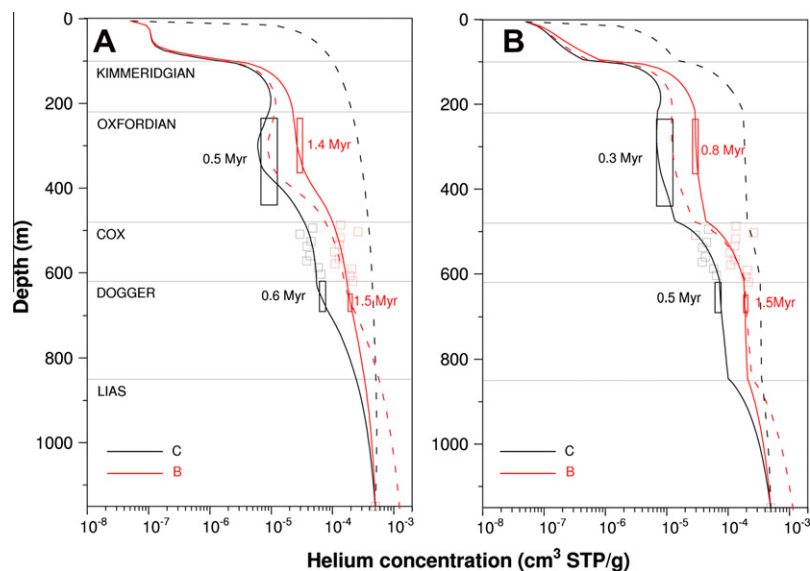 A
B
0
200
400
600
800
1000
Depth (m)
KIMMERIDGIAN
OXFORDIAN
COX
DOGGER
LIAS
0.5 Myr
1.4 Myr
0.6 Myr
1.5Myr
C
B
10-8
10-7
10-6
10-5
10-4
10-3
0
200
400
600
800
1000
0.3 Myr
0.8 Myr
0.5 Myr
1.5Myr
C
B
10-8
10-7
10-6
10-5
10-4
10-3
Helium concentration (cm3 STP/g)